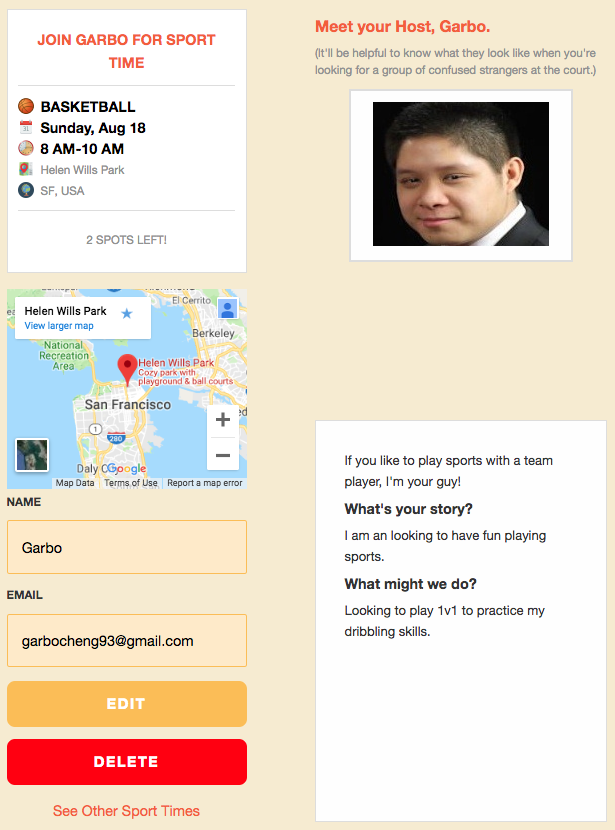 JOIN GARBO FOR SPORT
TIME
BASKETBALL
Sunday, Aug 18
8 AM-10 AM
Helen Wills Park
SF, USA
2 SPOTS LEFT!
Helen Wills Park
View larger map
El Cerrito
National
Recreation
Area
Berkeley
Helen Wills Park
Cozy park with
playground & ball courts
San Francisco
1
280
Daly C
Google
Map Data
Terms of Use
Report a map error
NAME
Garbo
EMAIL
garbocheng93@gmail.com
EDIT
DELETE
See Other Sport Times
Meet your Host, Garbo.
(It'll be helpful to know what they look like when you're
looking for a group of confused strangers at the court.)
If you like to play sports with a team
player, I'm your guy!
What's your story?
I am an looking to have fun playing
sports.
What might we do?
Looking to play 1v1 to practice my
dribbling skills.